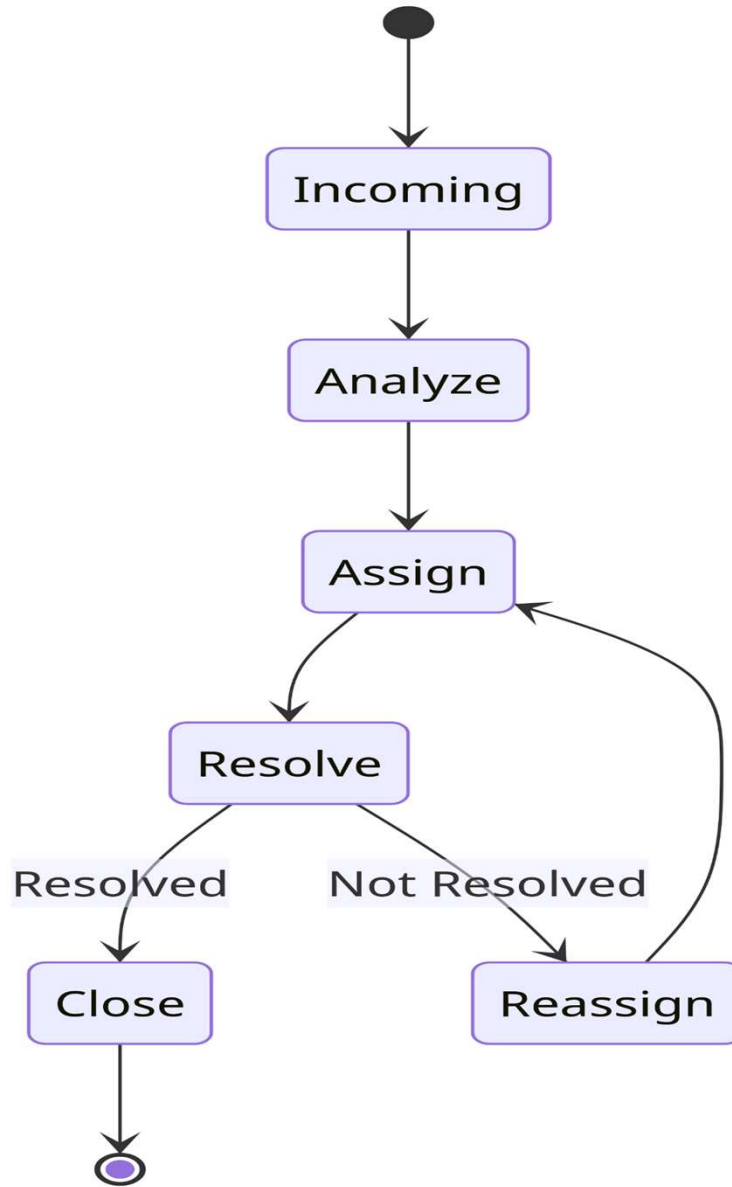 Incoming
Analyze
Assign
Resolve
Resolved
Not Resolved
Close
Reassign